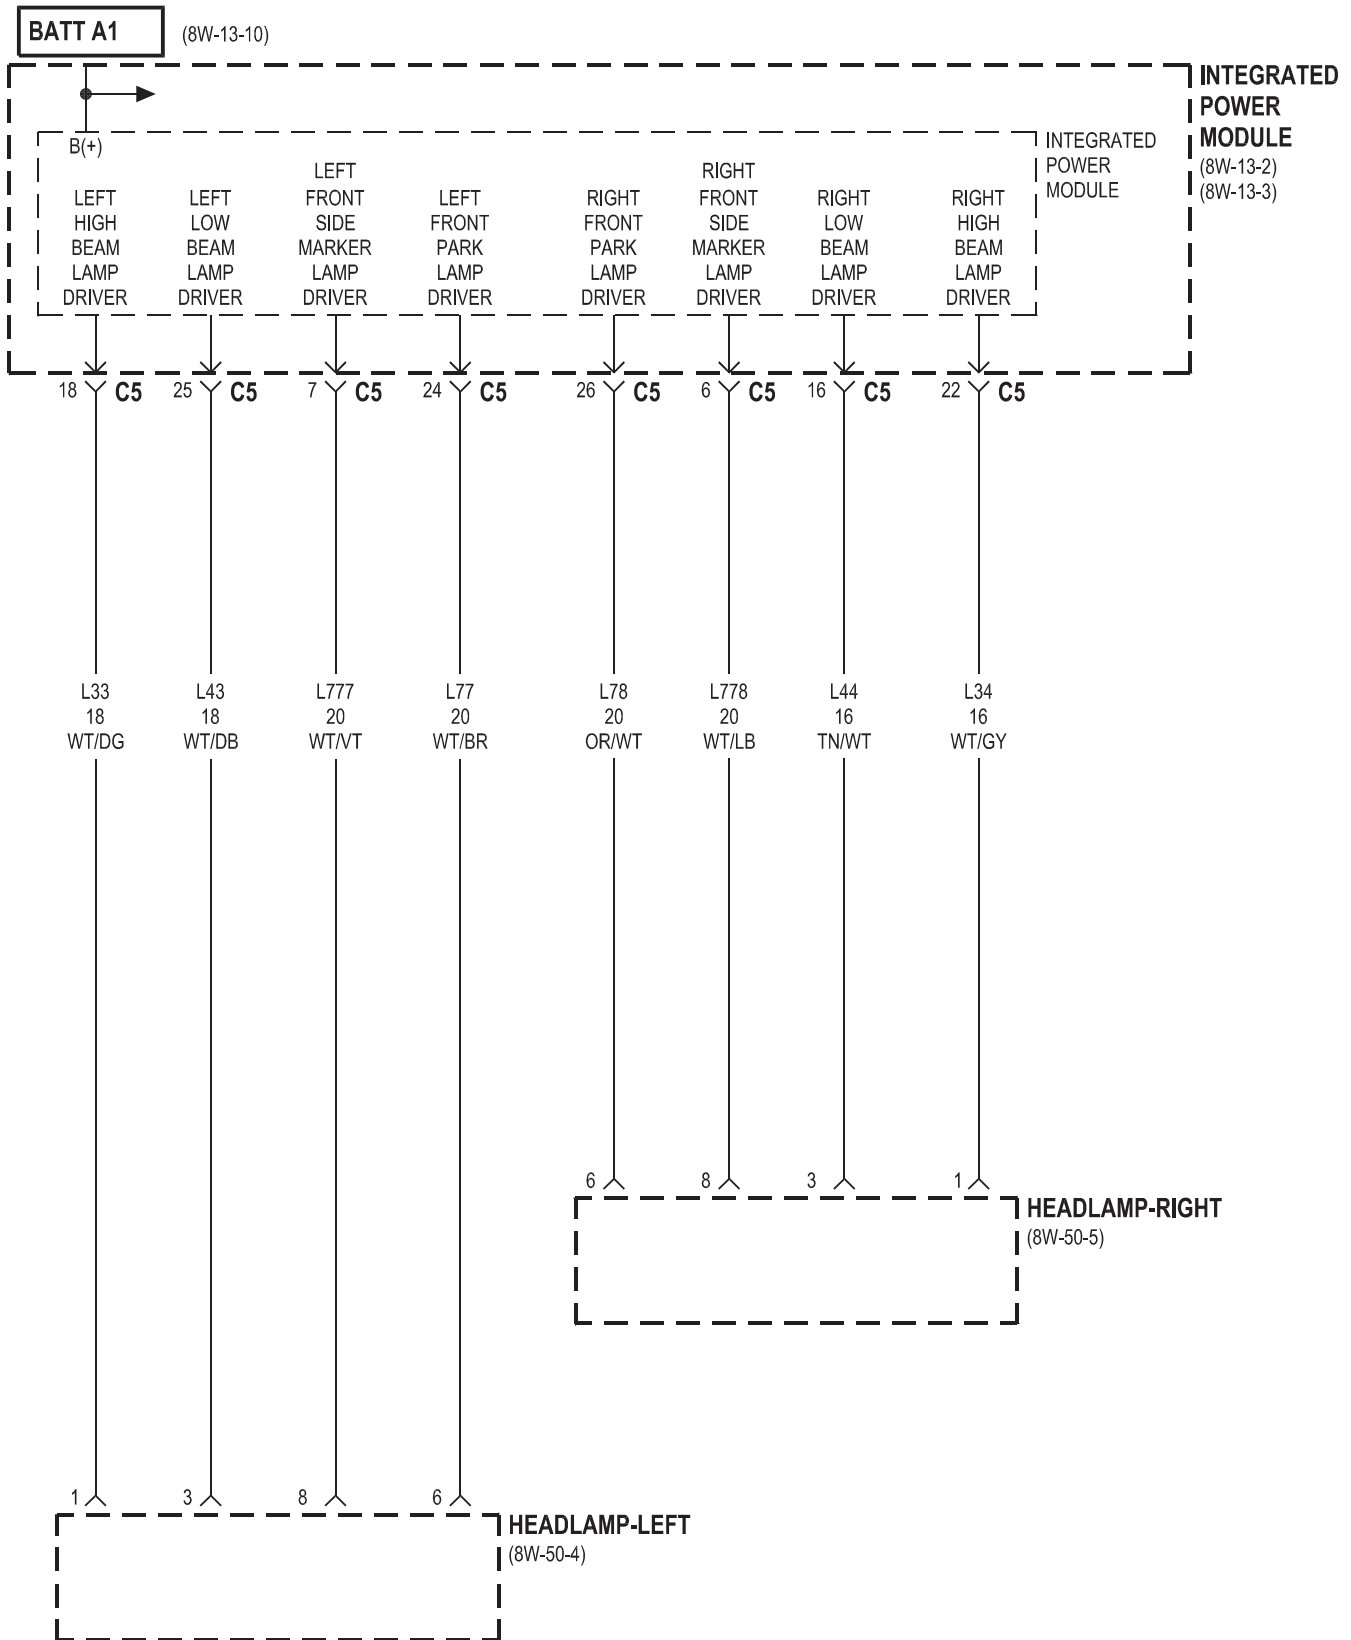 BATT A1 (8W-13-10)
INTEGRATED
POWER
MODULE
(8W-13-2)
(8W-13-3)
B(+)
INTEGRATED
POWER
MODULE
LEFT
HIGH
BEAM
LAMP
DRIVER
LEFT
LOW
BEAM
LAMP
DRIVER
LEFT
FRONT
SIDE
MARKER
LAMP
DRIVER
LEFT
FRONT
PARK
LAMP
DRIVER
RIGHT
FRONT
PARK
LAMP
DRIVER
RIGHT
FRONT
SIDE
MARKER
LAMP
DRIVER
RIGHT
LOW
BEAM
LAMP
DRIVER
RIGHT
HIGH
BEAM
LAMP
DRIVER
18 C5 25 C5 7 C5 24 C5 26 C5 6 C5 16 C5 22 C5
L33 L43 L777 L77 L78 L778 L44 L34
18 18 20 20 20 20 16 16
WT/DG WT/DB WT/VT WT/BR OR/WT WT/LB TN/WT WT/GY
6 8 3 1
HEADLAMP-RIGHT
(8W-50-5)
1 3 8 6
HEADLAMP-LEFT
(8W-50-4)